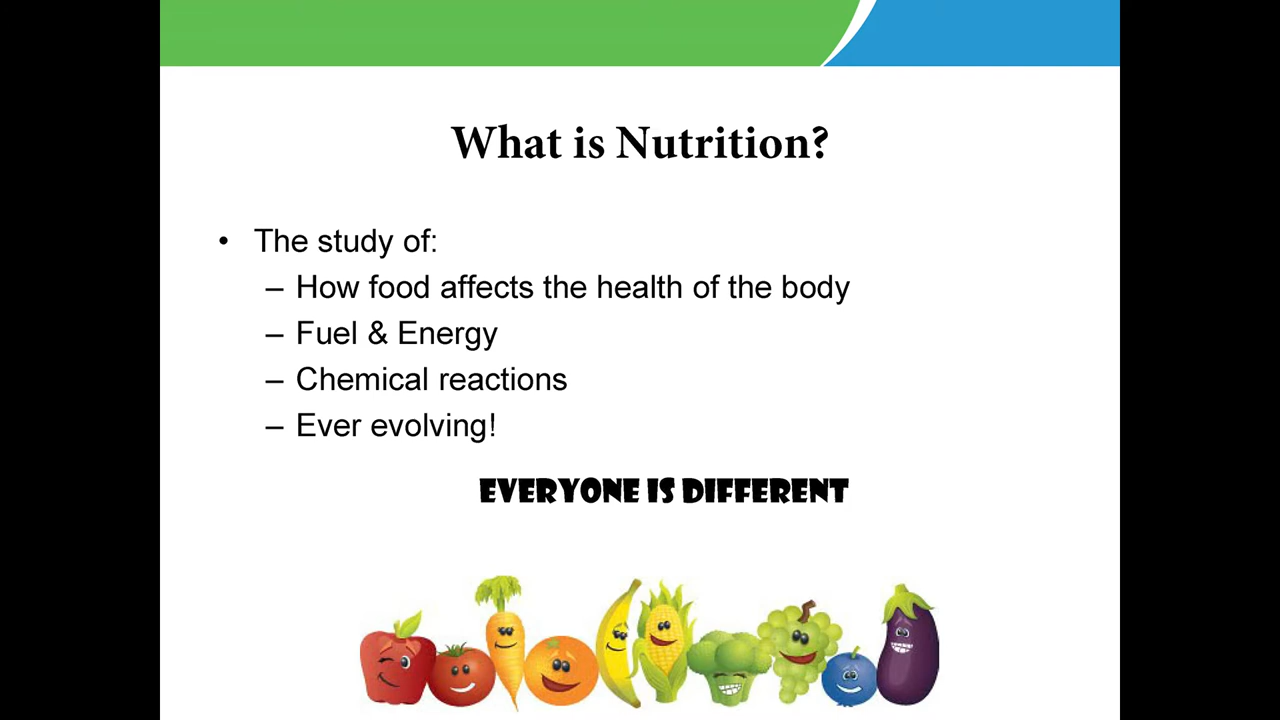 What is Nutrition?
• The study of:
– How food affects the health of the body
– Fuel & Energy
– Chemical reactions
– Ever evolving!
EVERYONE IS DIFFERENT